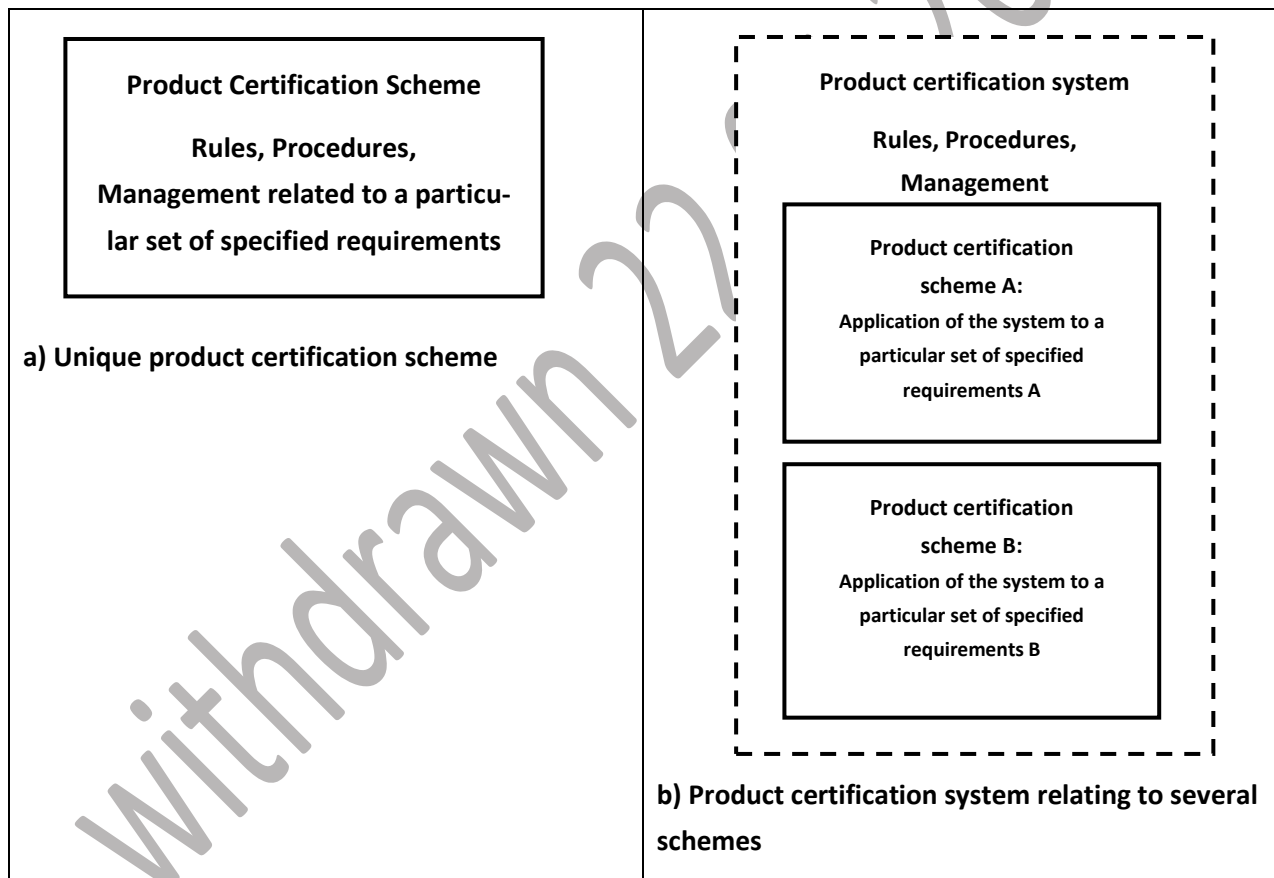 Product Certification Scheme
Rules, Procedures,
Management related to a particu-
lar set of specified requirements
a) Unique product certification scheme
Product certification system
Rules, Procedures,
Management
Product certification
scheme A:
Application of the system to a
particular set of specified
requirements A
Product certification
scheme B:
Application of the system to a
particular set of specified
requirements B
b) Product certification system relating to several
schemes
withdrawn